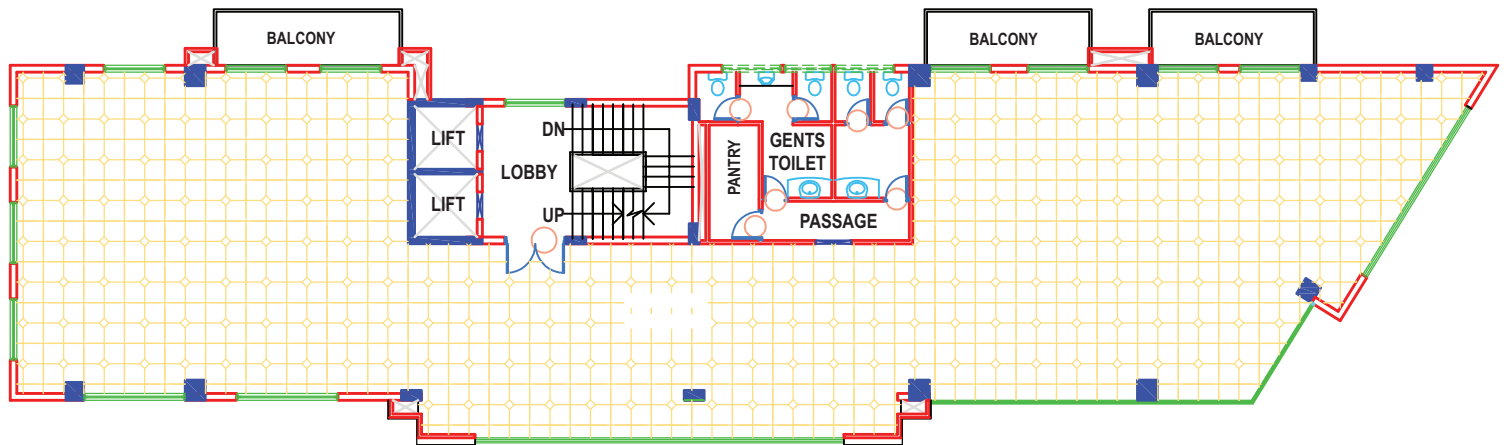 BALCONY
BALCONY
BALCONY
LIFT
DN
LOBBY
GENTS
TOILET
PANTRY
LIFT
UP
PASSAGE